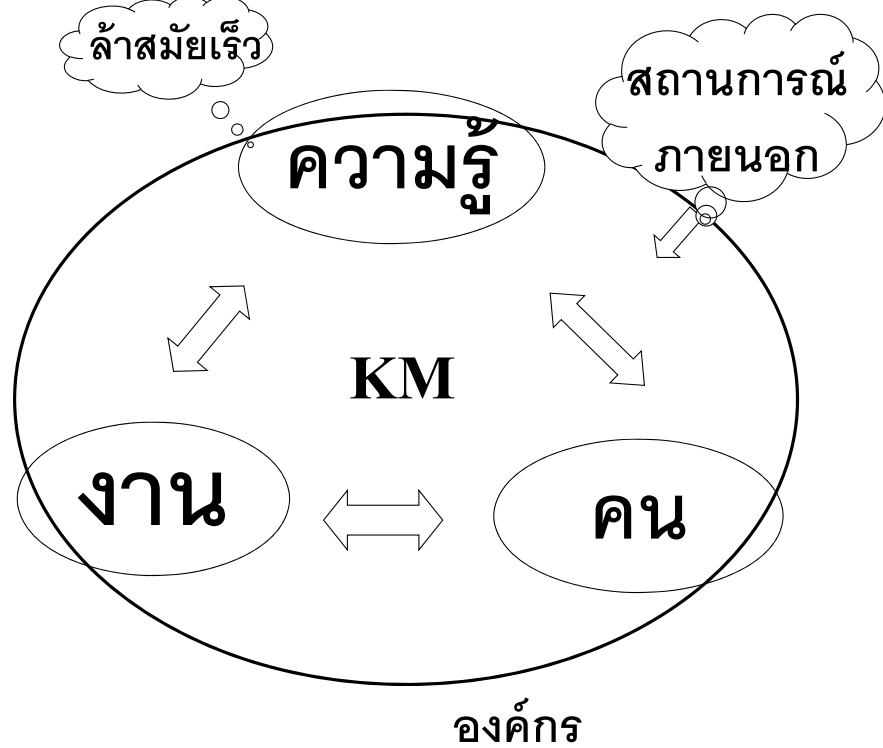 ล้าสมัยเร็ว
สถานการณ์
ภายนอก
ความรู้
KM
งาน
คน
องค์กร